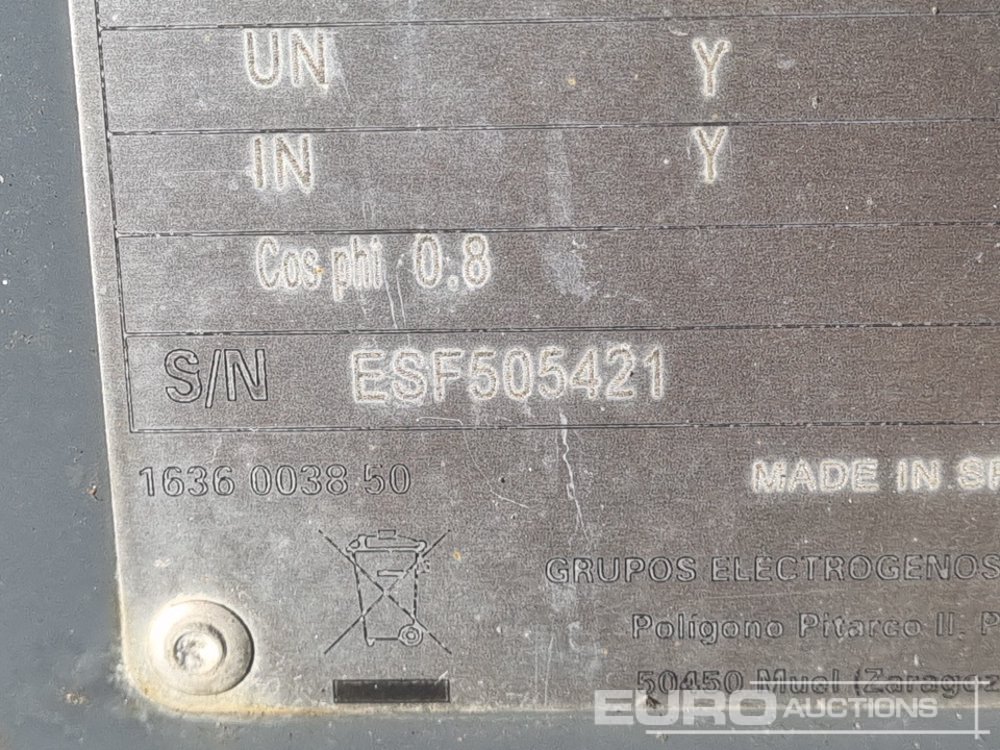 UN Y
IN Y
Cos phi 0.8
S/N ESF505421
1636 0038 50
MADE IN SP
GRUPOS ELECTROGENOS
Polígono Pitarco II, P
50450 Muel (Zaragoz
EURO AUCTIONS